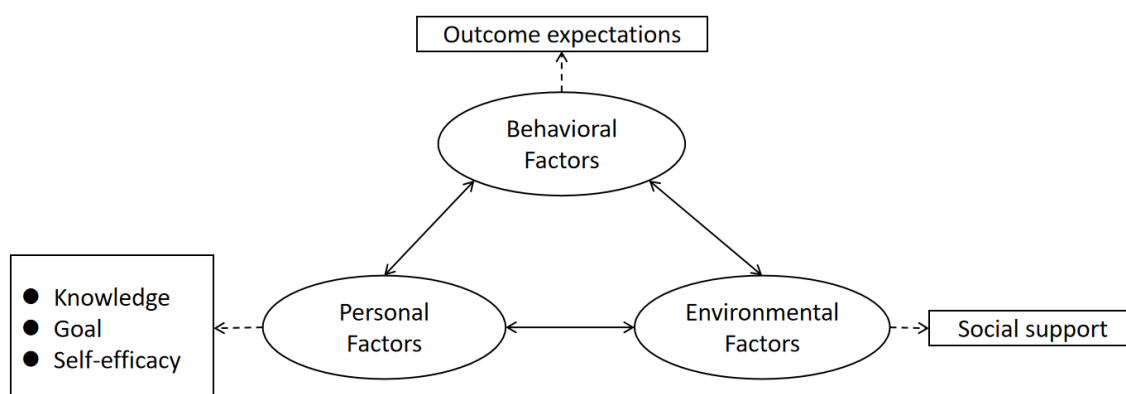 Outcome expectations
Behavioral
Factors
● Knowledge
● Goal
● Self-efficacy
Personal
Factors
Environmental
Factors
Social support